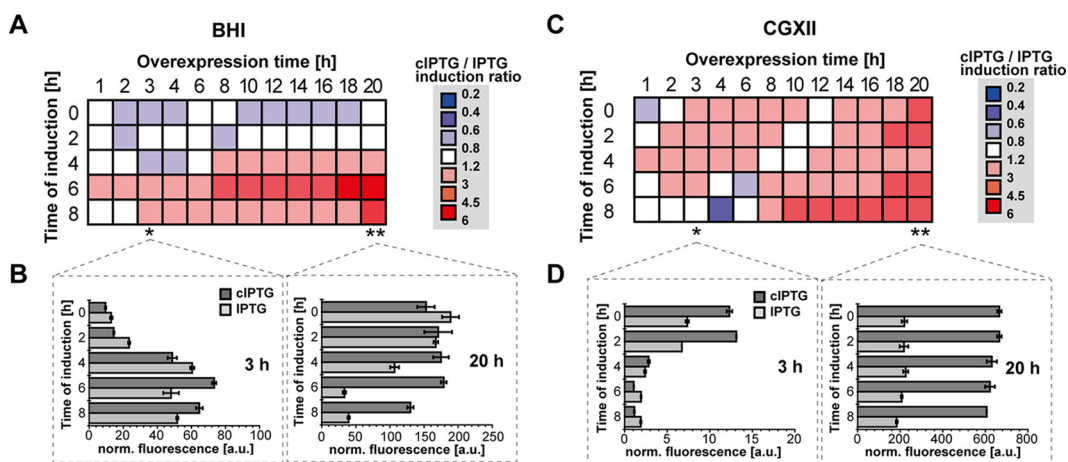 A
BHI
Overexpression time [h]
1 2 3 4 6 8 10 12 14 16 18 20
Time of induction [h]
0
2
4
6
8
* **
cIPTG / IPTG
induction ratio
0.2
0.4
0.6
0.8
1.2
3
4.5
6
C
CGXII
Overexpression time [h]
1 2 3 4 6 8 10 12 14 16 18 20
Time of induction [h]
0
2
4
6
8
* **
cIPTG / IPTG
induction ratio
0.2
0.4
0.6
0.8
1.2
3
4.5
6
B
Time of induction [h]
0
2
4
6
8
cIPTG
IPTG
3 h
0 20 40 60 80 100
norm. fluorescence [a.u.]
Time of induction [h]
0
2
4
6
8
20 h
0 50 100 150 200 250
norm. fluorescence [a.u.]
D
Time of induction [h]
0
2
4
6
8
cIPTG
IPTG
3 h
0 5 10 15 20
norm. fluorescence [a.u.]
Time of induction [h]
0
2
4
6
8
cIPTG
IPTG
20 h
0 200 400 600 800
norm. fluorescence [a.u.]